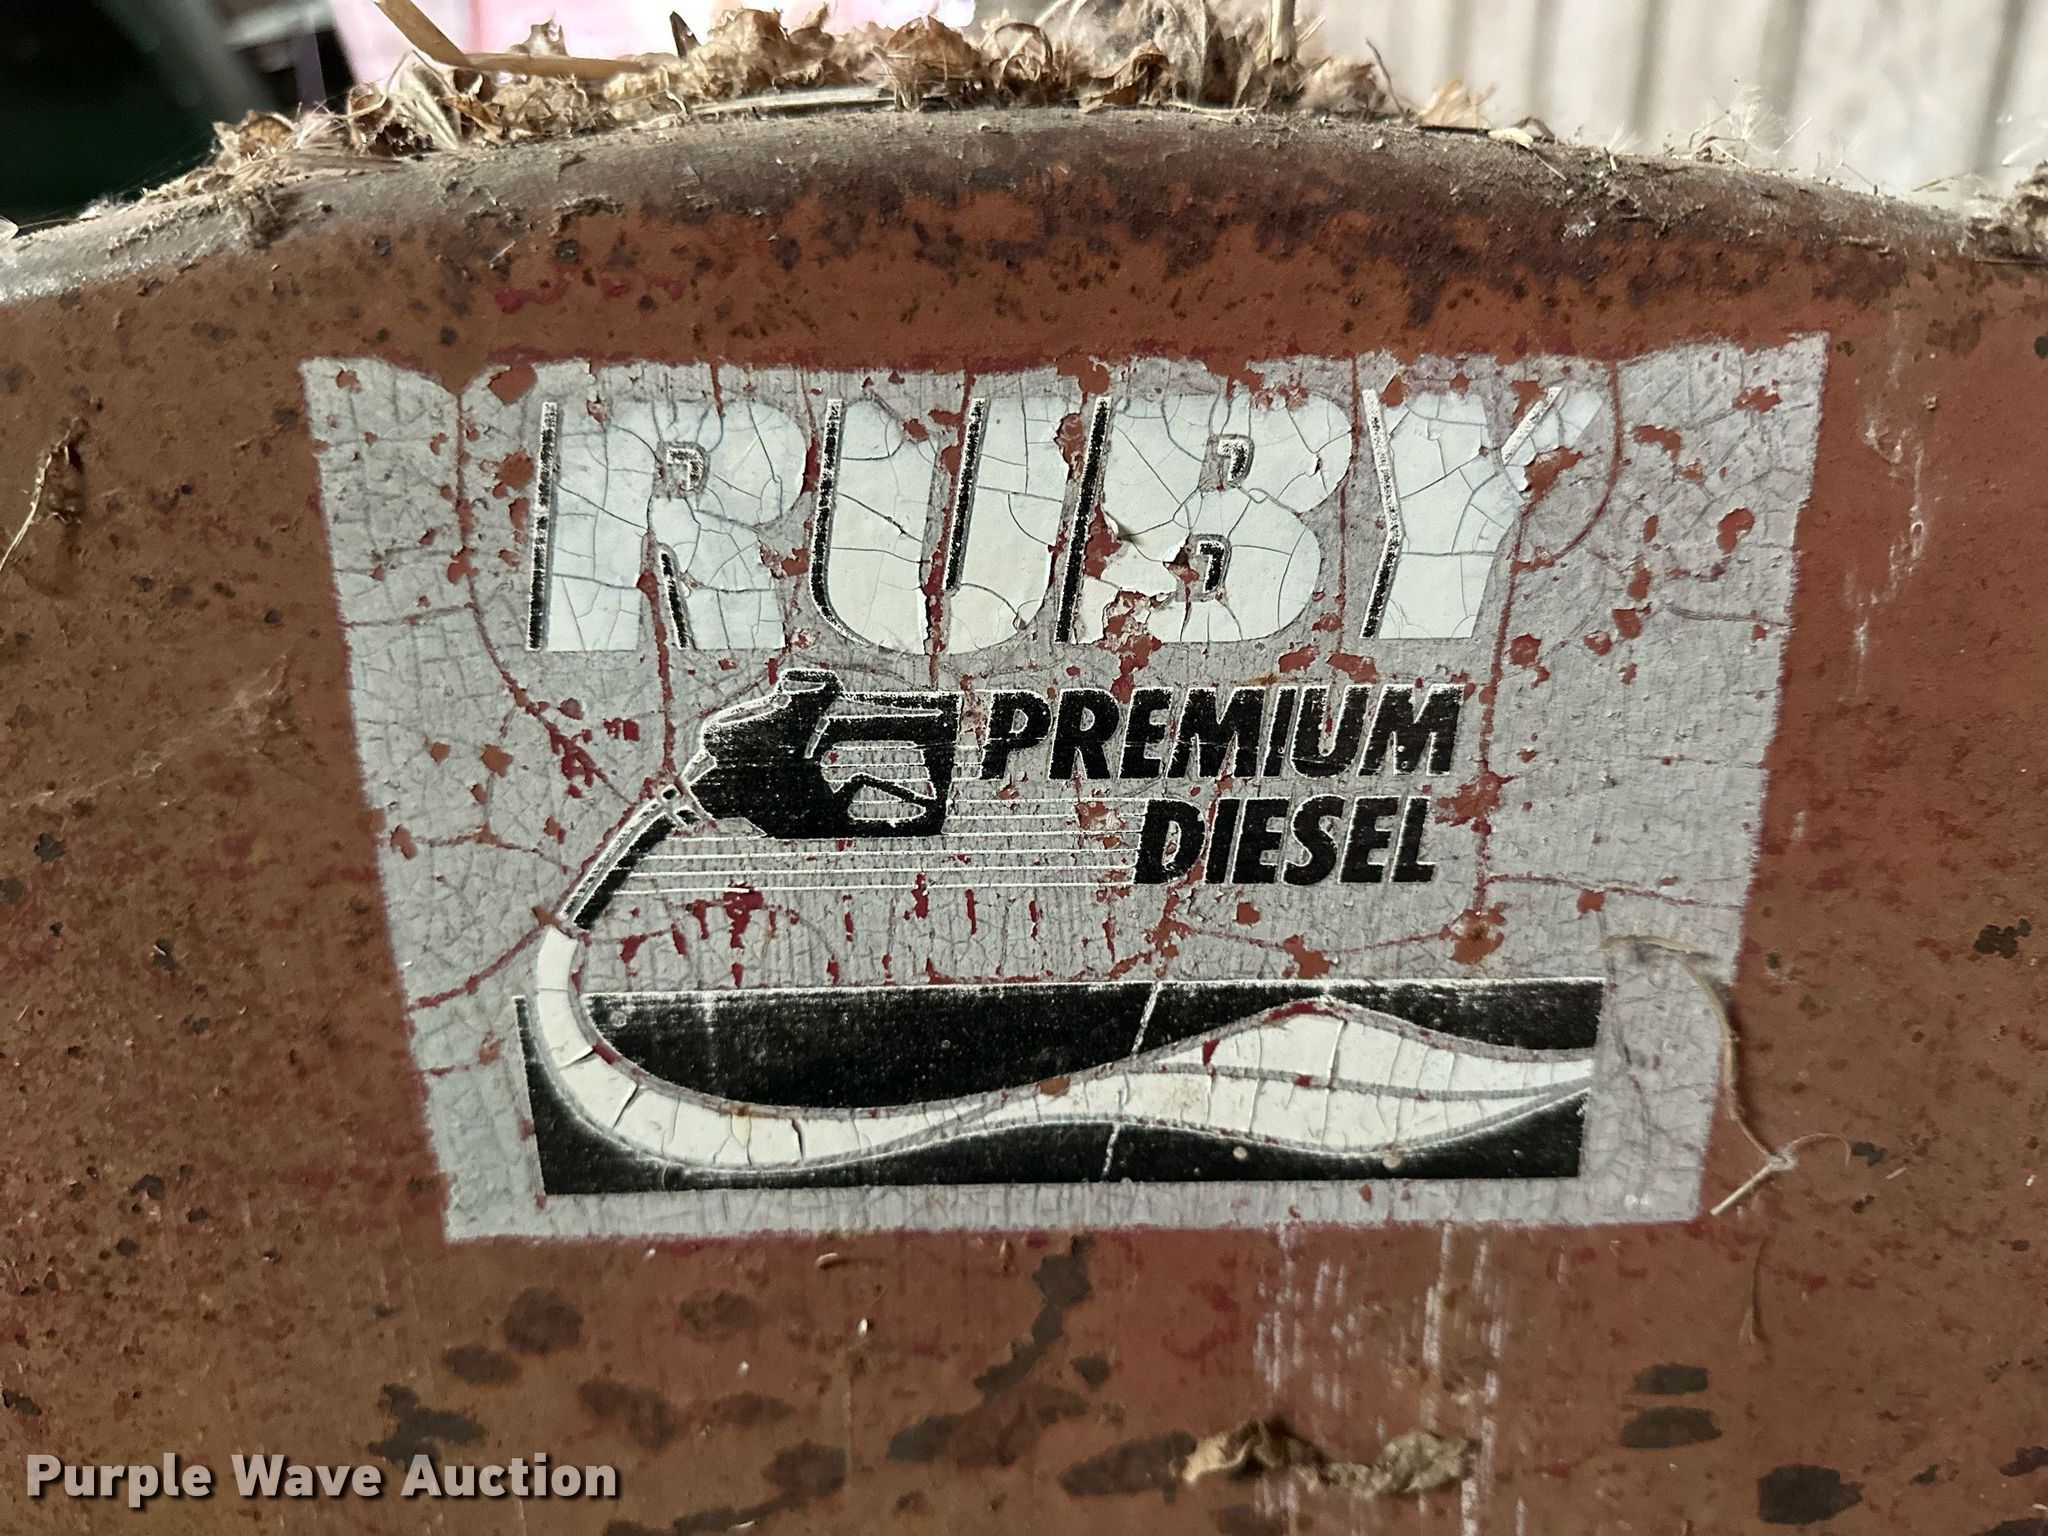 RUBY
PREMIUM
DIESEL
Purple Wave Auction